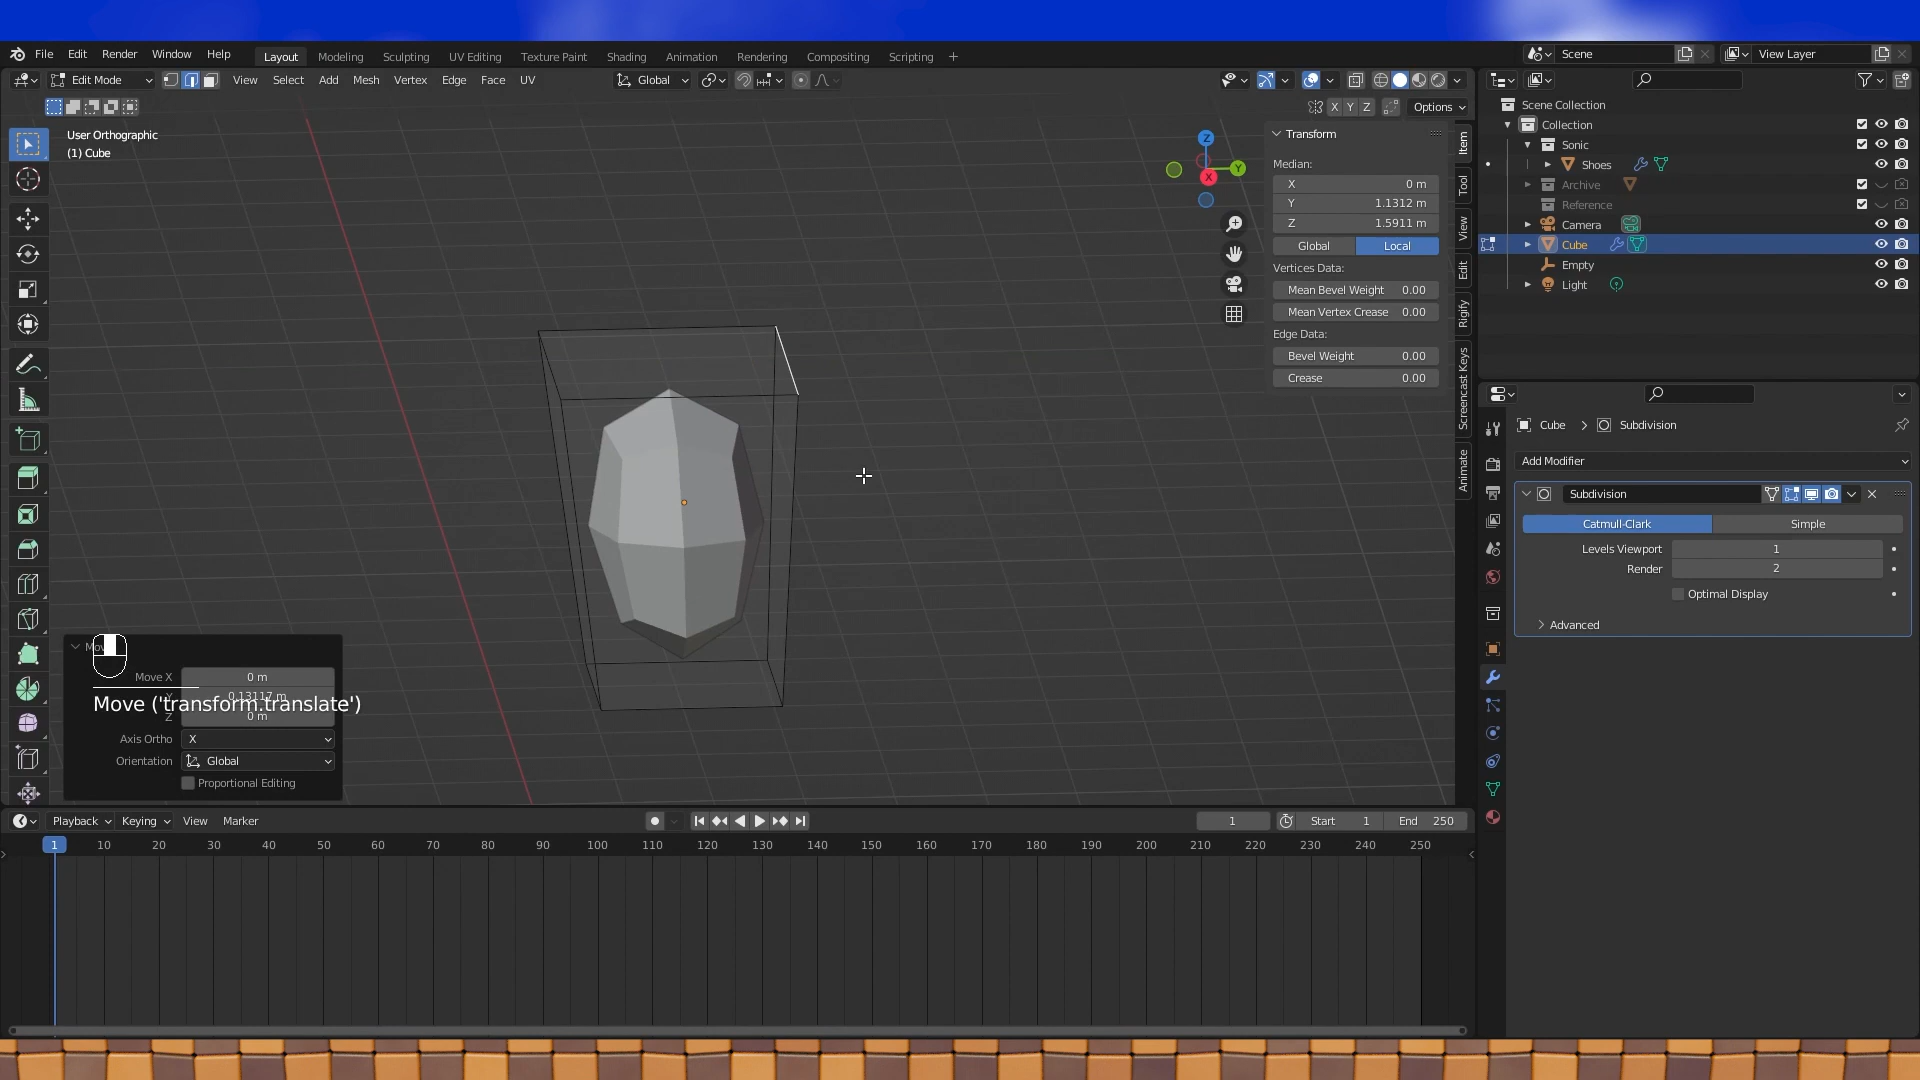 File Edit Render Window Help Layout Modeling Sculpting UV Editing Texture Paint Shading Animation Rendering Compositing Scripting + Scene View Layer
Edit Mode View Select Add Mesh Vertex Edge Face UV Global
X Y Z Options
User Orthographic
(1) Cube
Z
Y
X
Transform
Median:
X 0 m
Y 1.1312 m
Z 1.5911 m
Global Local
Vertices Data:
Mean Bevel Weight 0.00
Mean Vertex Crease 0.00
Edge Data:
Bevel Weight 0.00
Crease 0.00
Item
Tool
View
Edit
Rigify
Screencast Keys
Animate
Scene Collection
Collection
Sonic
Shoes
Archive
Reference
Camera
Cube
Empty
Light
Cube > Subdivision
Add Modifier
Subdivision
Catmull-Clark Simple
Levels Viewport 1
Render 2
Optimal Display
Advanced
Move X 0 m
Y 0.13117 m
Move ('transform.translate')
Z 0 m
Axis Ortho X
Orientation Global
Proportional Editing
Playback Keying View Marker 1 Start 1 End 250
1 10 20 30 40 50 60 70 80 90 100 110 120 130 140 150 160 170 180 190 200 210 220 230 240 250